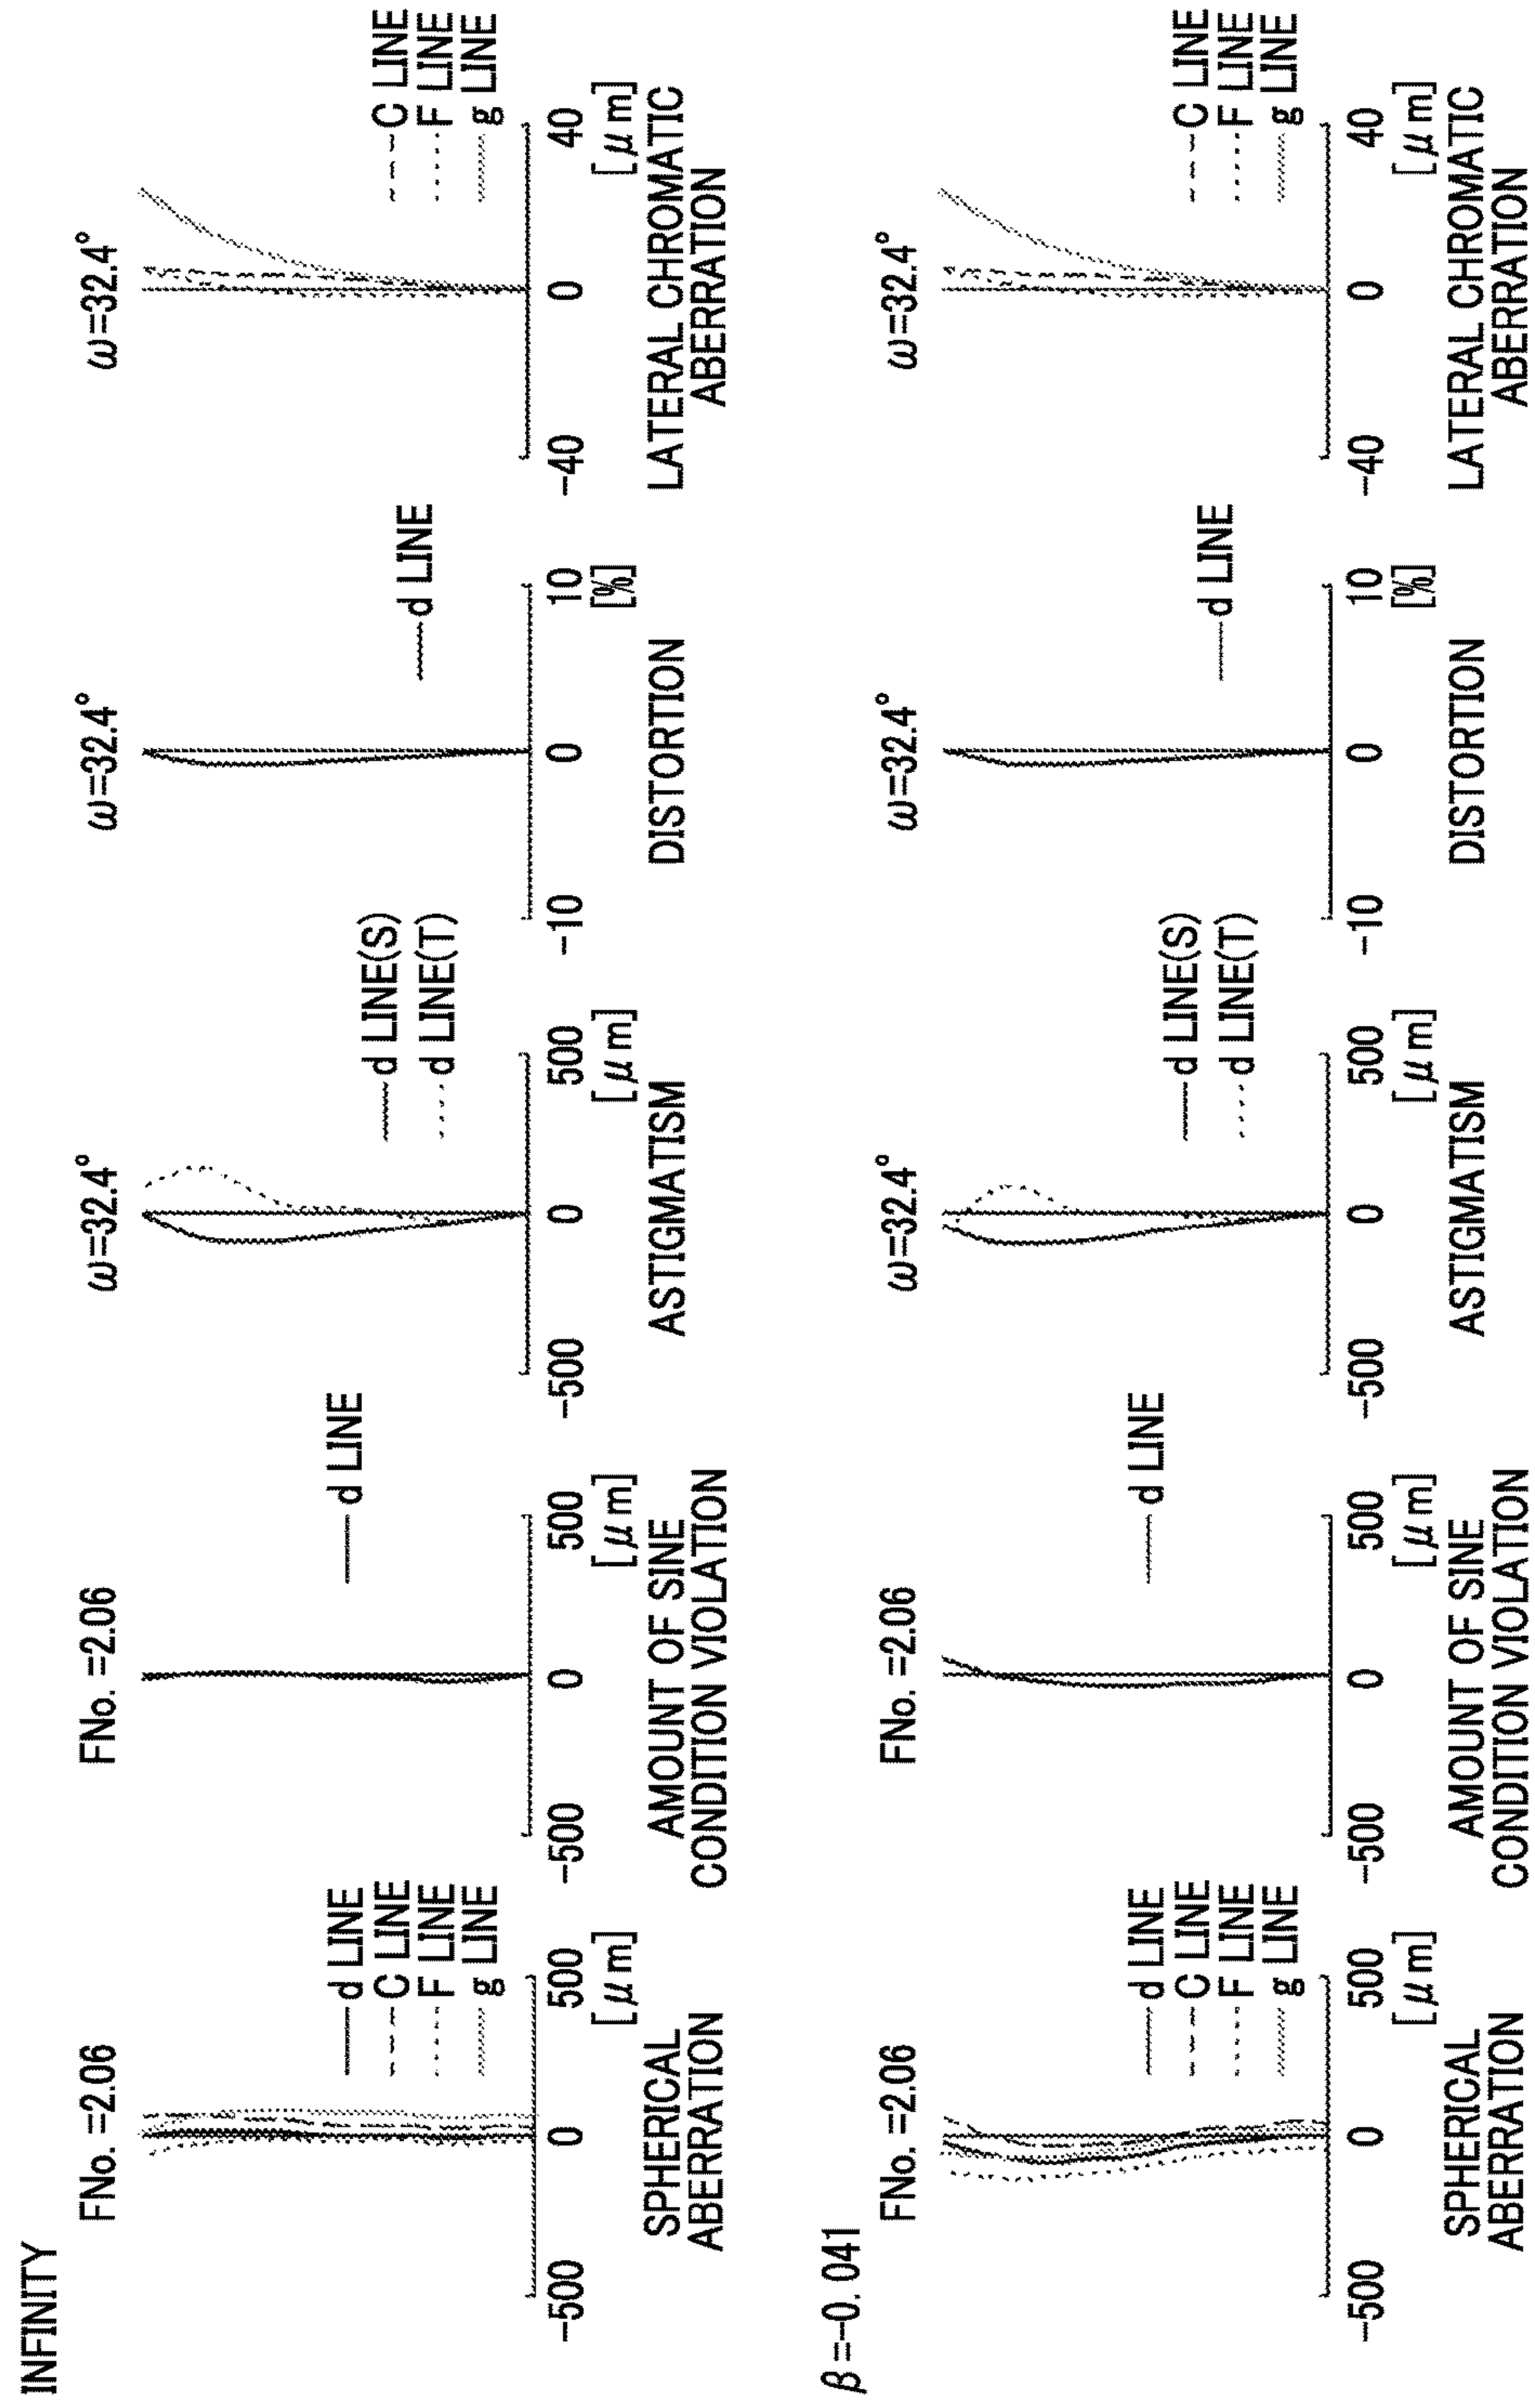 INFINITY
FNo. =2.06
d LINE
C LINE
F LINE
g LINE
-500
0
500
[μm]
SPHERICAL
ABERRATION
FNo. =2.06
d LINE
-500
0
500
[μm]
AMOUNT OF SINE
CONDITION VIOLATION
ω=32.4°
d LINE(S)
d LINE(T)
-500
0
500
[μm]
ASTIGMATISM
ω=32.4°
d LINE
-10
0
10
[%]
DISTORTION
ω=32.4°
C LINE
F LINE
g LINE
-40
0
40
[μm]
LATERAL CHROMATIC
ABERRATION
β=-0.041
FNo. =2.06
d LINE
C LINE
F LINE
g LINE
-500
0
500
[μm]
SPHERICAL
ABERRATION
FNo. =2.06
d LINE
-500
0
500
[μm]
AMOUNT OF SINE
CONDITION VIOLATION
ω=32.4°
d LINE(S)
d LINE(T)
-500
0
500
[μm]
ASTIGMATISM
ω=32.4°
d LINE
-10
0
10
[%]
DISTORTION
ω=32.4°
C LINE
F LINE
g LINE
-40
0
40
[μm]
LATERAL CHROMATIC
ABERRATION